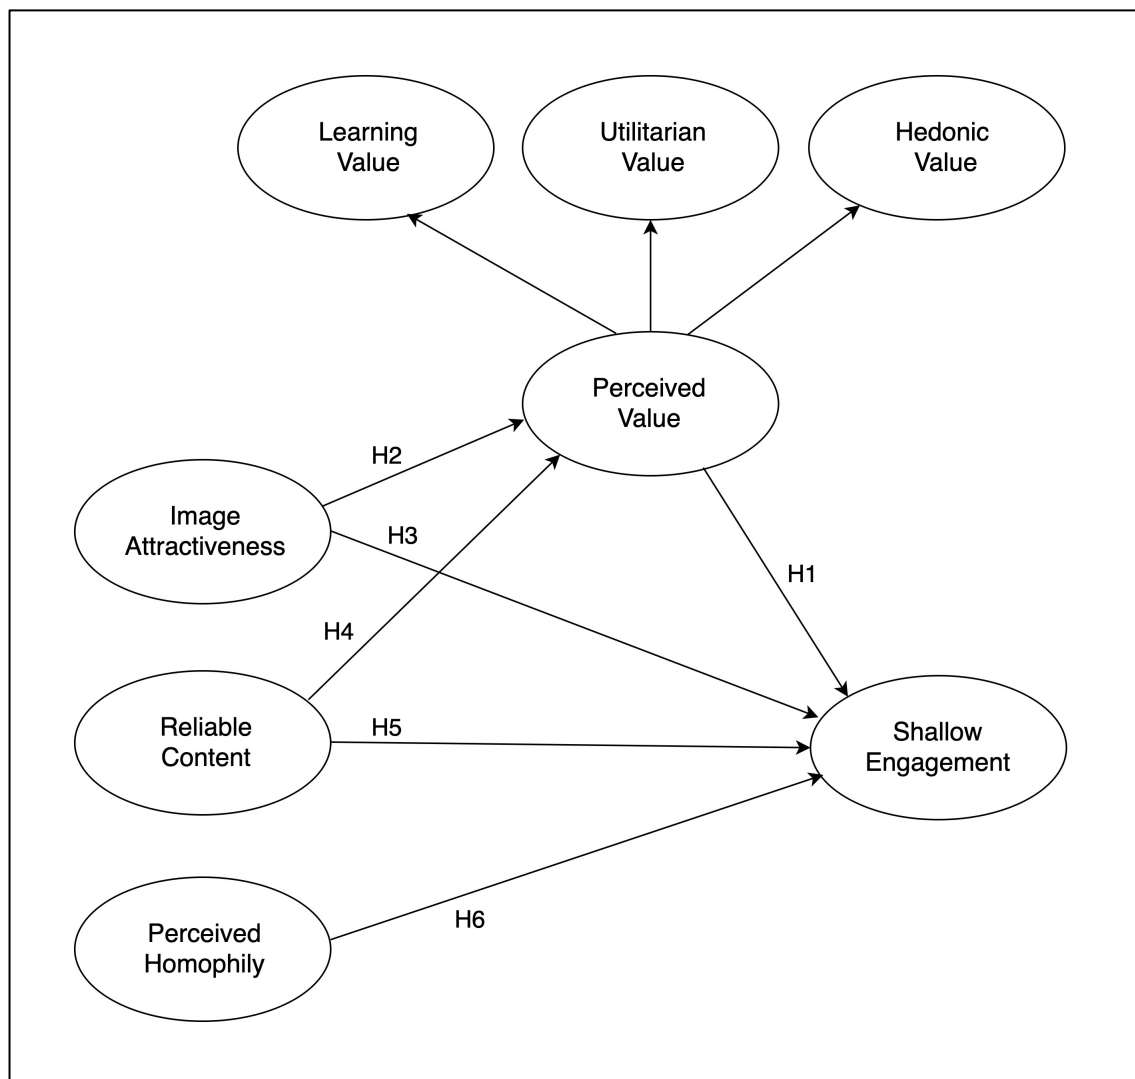 Learning
Value
Utilitarian
Value
Hedonic
Value
Perceived
Value
H2
Image
Attractiveness
H3
H1
H4
Reliable
Content
H5
Shallow
Engagement
H6
Perceived
Homophily